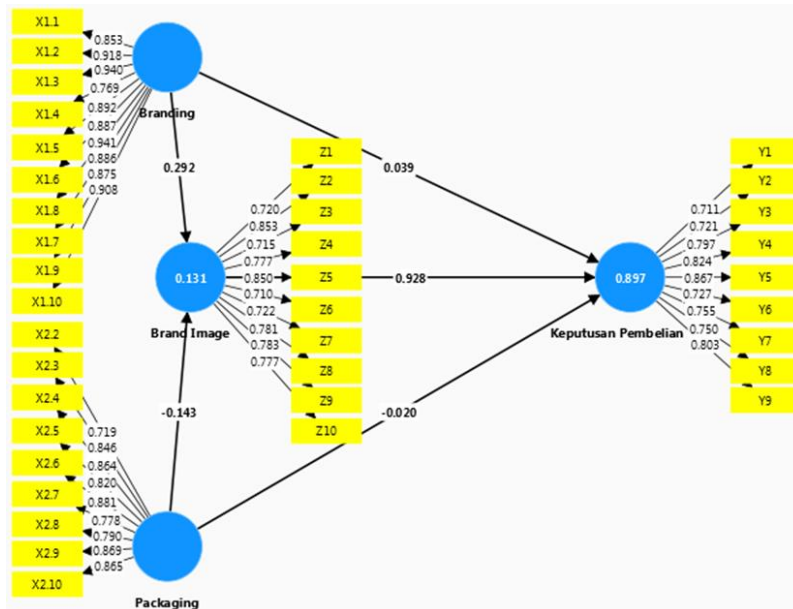 X1.1
X1.2
X1.3
X1.4
X1.5
X1.6
X1.8
X1.7
X1.9
X1.10
0.853
0.918
0.940
0.769
0.892
0.887
0.941
0.886
0.875
0.908
Branding
0.292
0.039
Z1
Z2
Z3
Z4
Z5
Z6
Z7
Z8
Z9
Z10
0.720
0.853
0.715
0.777
0.850
0.710
0.722
0.781
0.783
0.777
0.131
Brand Image
0.928
Y1
Y2
Y3
Y4
Y5
Y6
Y7
Y8
Y9
0.711
0.721
0.797
0.824
0.867
0.727
0.755
0.750
0.803
0.897
Keputusan Pembelian
-0.143
-0.020
X2.2
X2.3
X2.4
X2.5
X2.6
X2.7
X2.8
X2.9
X2.10
0.719
0.846
0.864
0.820
0.881
0.778
0.790
0.869
0.865
Packaging